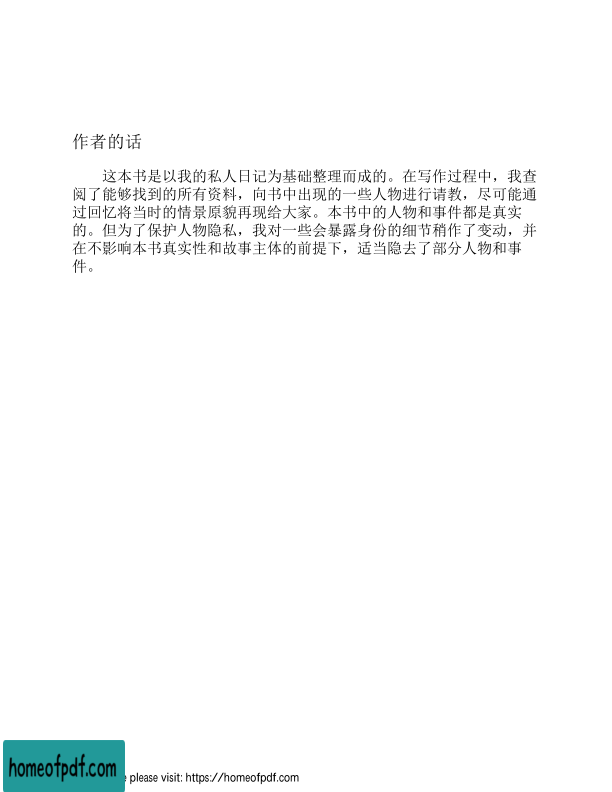 作者的话
这本书是以我的私人日记为基础整理而成的。在写作过程中，我查
阅了能够找到的所有资料，向书中出现的一些人物进行请教，尽可能通
过回忆将当时的情景原貌再现给大家。本书中的人物和事件都是真实
的。但为了保护人物隐私，我对一些会暴露身份的细节稍作了变动，并
在不影响本书真实性和故事主体的前提下，适当隐去了部分人物和事
件。
homeofpdf.com
please visit: https://homeofpdf.com